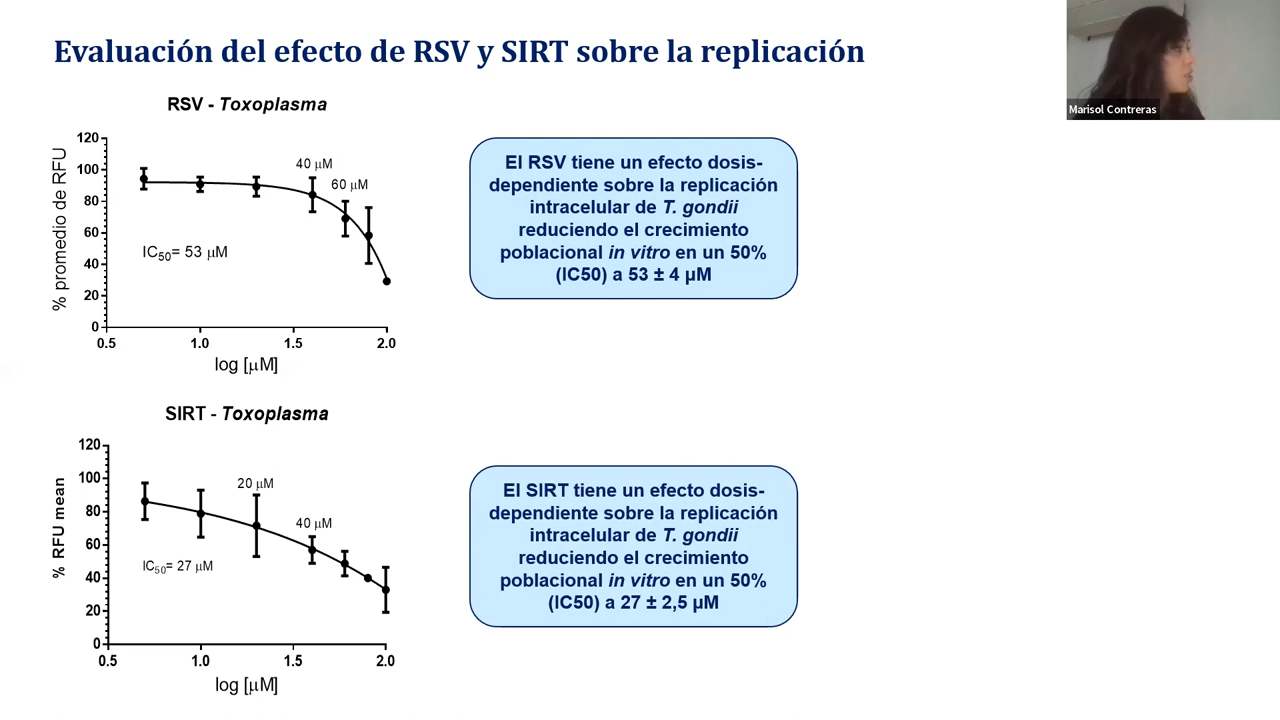 Evaluación del efecto de RSV y SIRT sobre la replicación
Marisol Contreras
RSV - Toxoplasma
% promedio de RFU
120
100
80
60
40
20
0
40 µM
60 µM
IC50= 53 µM
0.5 1.0 1.5 2.0
log [µM]
El RSV tiene un efecto dosis-
dependiente sobre la replicación
intracelular de T. gondii
reduciendo el crecimiento
poblacional in vitro en un 50%
(IC50) a 53 ± 4 µM
SIRT - Toxoplasma
% RFU mean
120
100
80
60
40
20
0
20 µM
40 µM
IC50= 27 µM
0.5 1.0 1.5 2.0
log [µM]
El SIRT tiene un efecto dosis-
dependiente sobre la replicación
intracelular de T. gondii
reduciendo el crecimiento
poblacional in vitro en un 50%
(IC50) a 27 ± 2,5 µM